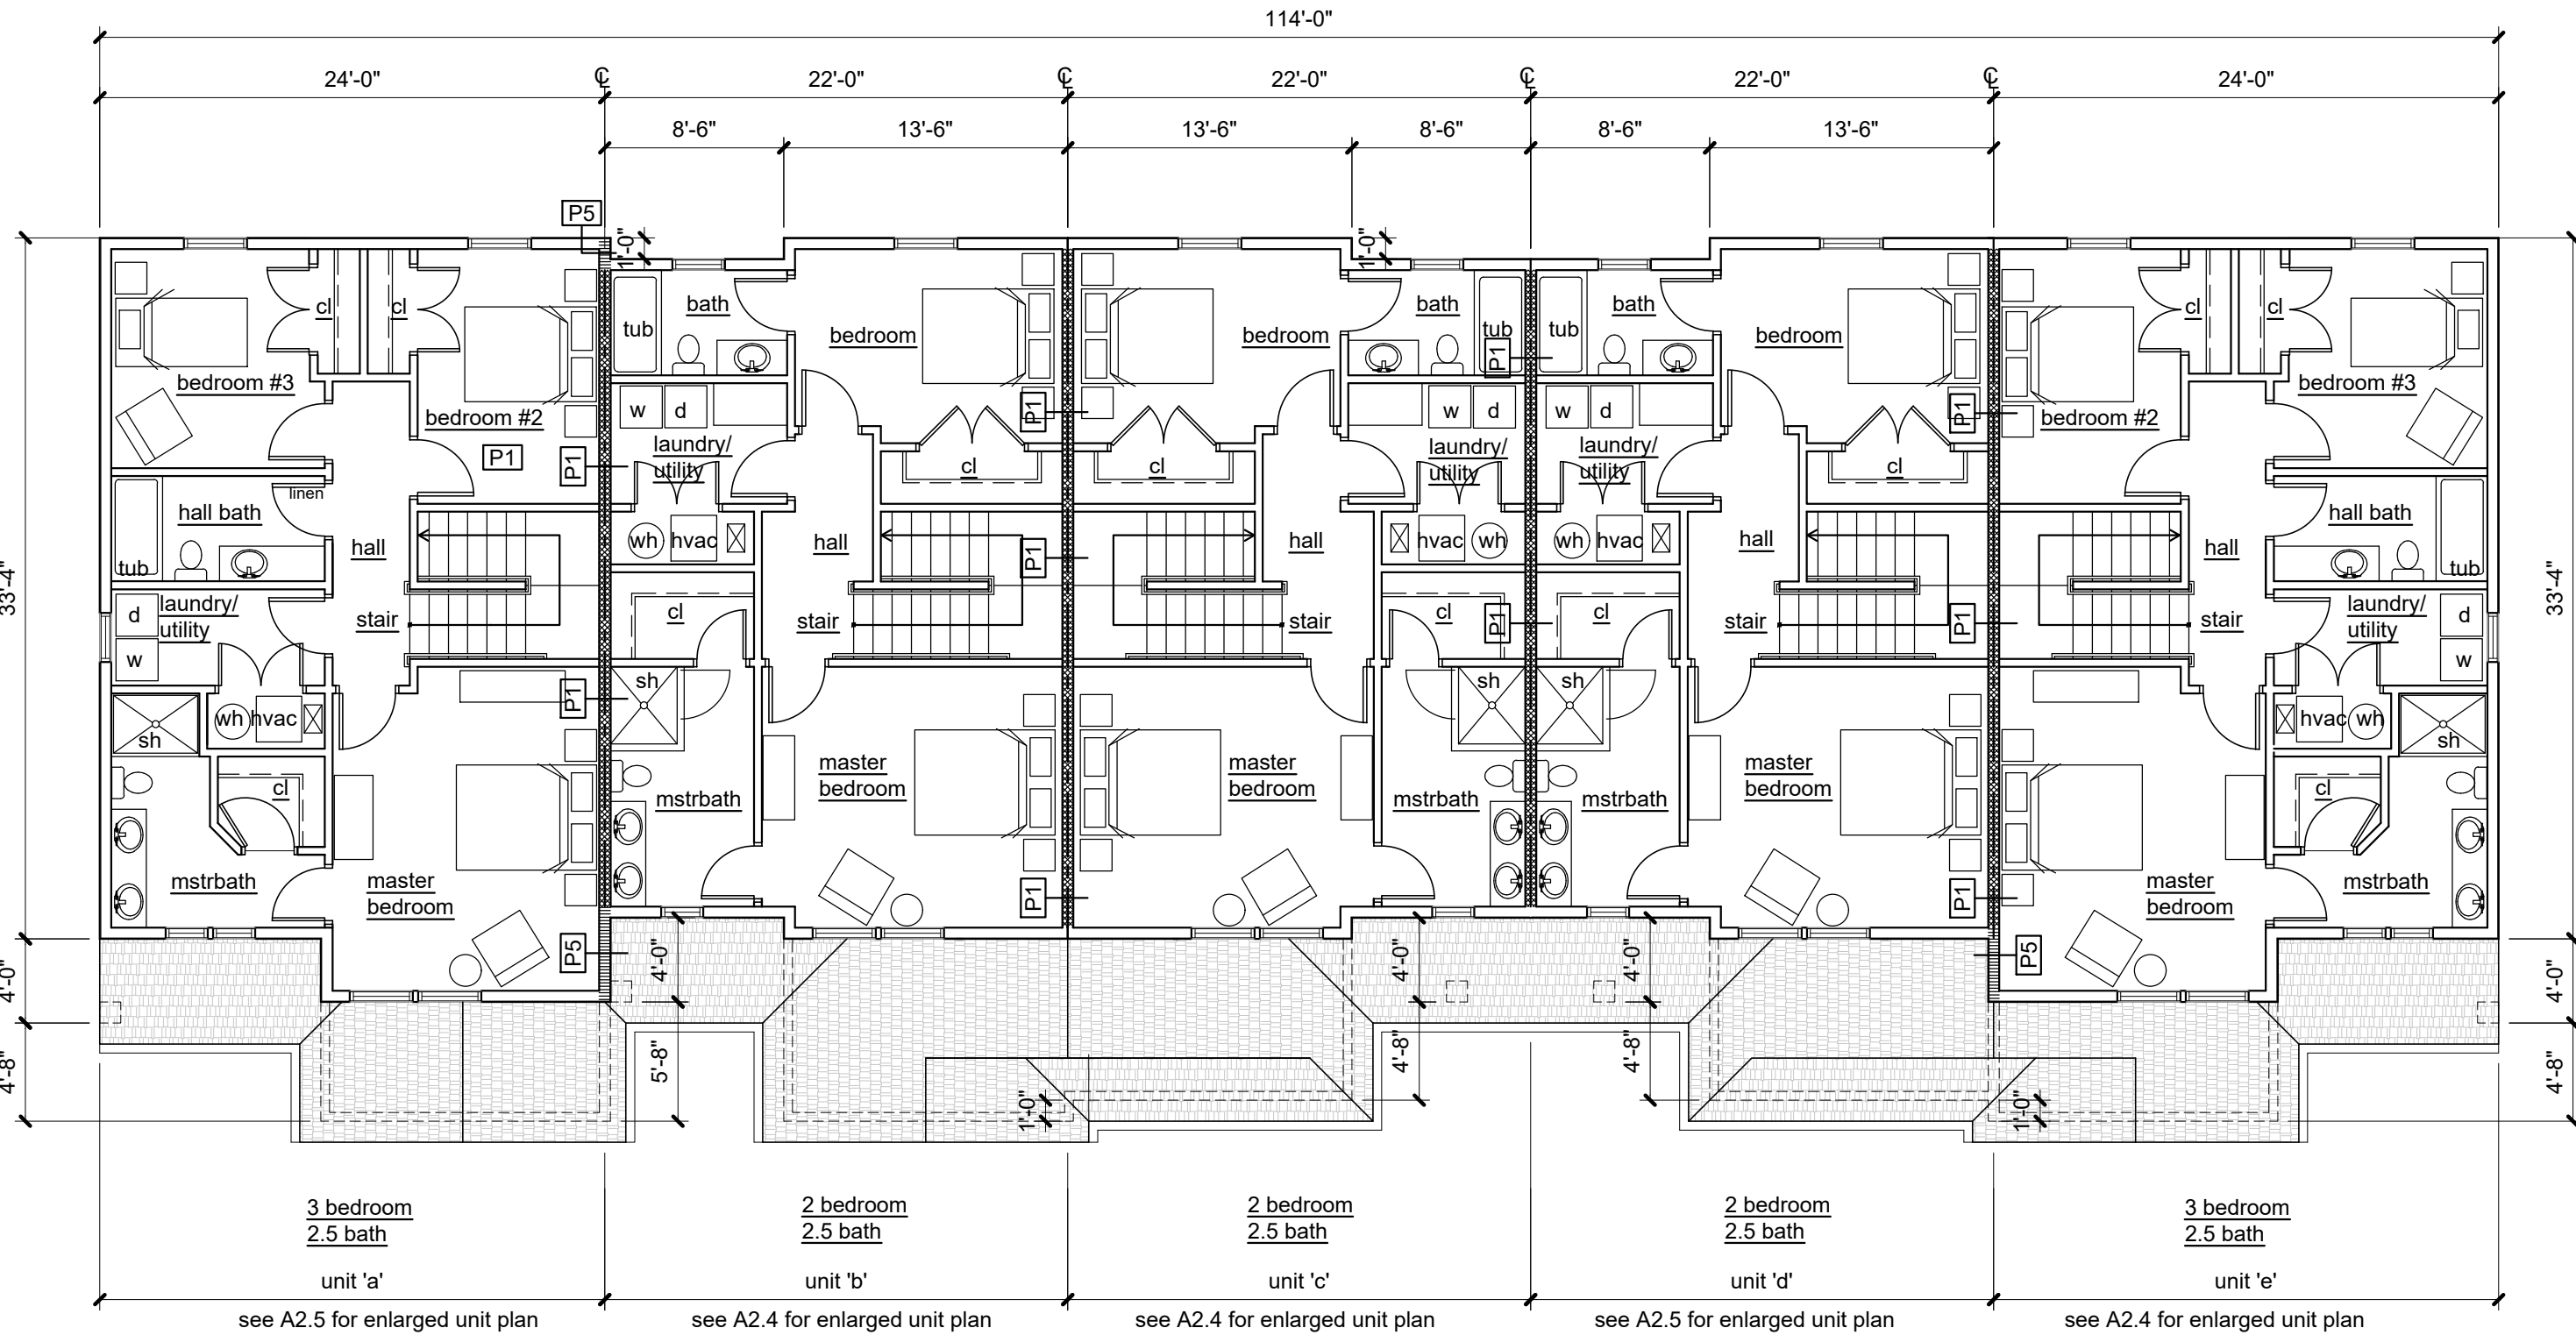 114'-0"
24'-0" ℄ 22'-0" ℄ 22'-0" ℄ 22'-0" ℄ 24'-0"
8'-6" 13'-6" 13'-6" 8'-6" 8'-6" 13'-6"
P5
1'-0" 1'-0"
cl cl bath bedroom bedroom bath bath bedroom cl cl
tub tub tub
P1
bedroom #3 bedroom #3
bedroom #2 w d P1 w d w d P1 bedroom #2
P1 P1
laundry/ laundry/ laundry/
utility cl cl utility utility cl
linen
hall bath hall bath
hall wh hvac hall hall hvac wh wh hvac hall hall
P1
tub tub
33'-4" 33'-4"
d laundry/ laundry/ d
utility utility
stair cl stair stair cl P1 cl stair P1 stair
w w
P1 sh sh sh
wh hvac hvac wh
sh sh
master master master
bedroom bedroom bedroom
cl mstrbath mstrbath mstrbath cl
mstrbath master master mstrbath
bedroom bedroom
P1 P1
P5 P5
4'-0" 4'-0" 4'-0" 4'-0" 4'-0"
4'-8" 5'-8" 4'-8" 4'-8" 4'-8"
1'-0" 1'-0"
3 bedroom 2 bedroom 2 bedroom 2 bedroom 3 bedroom
2.5 bath 2.5 bath 2.5 bath 2.5 bath 2.5 bath
unit 'a' unit 'b' unit 'c' unit 'd' unit 'e'
see A2.5 for enlarged unit plan see A2.4 for enlarged unit plan see A2.4 for enlarged unit plan see A2.5 for enlarged unit plan see A2.4 for enlarged unit plan